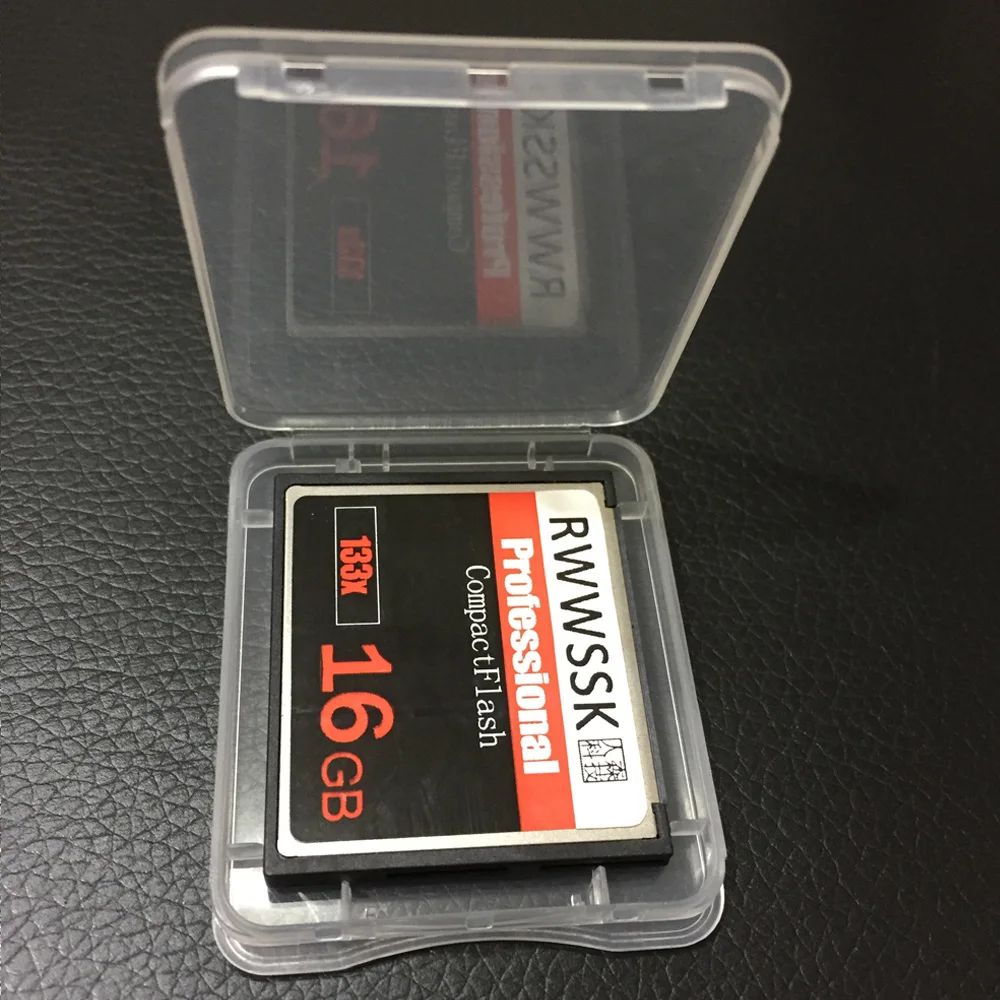 RWWSSK
Professional
CompactFlash
133x
16GB